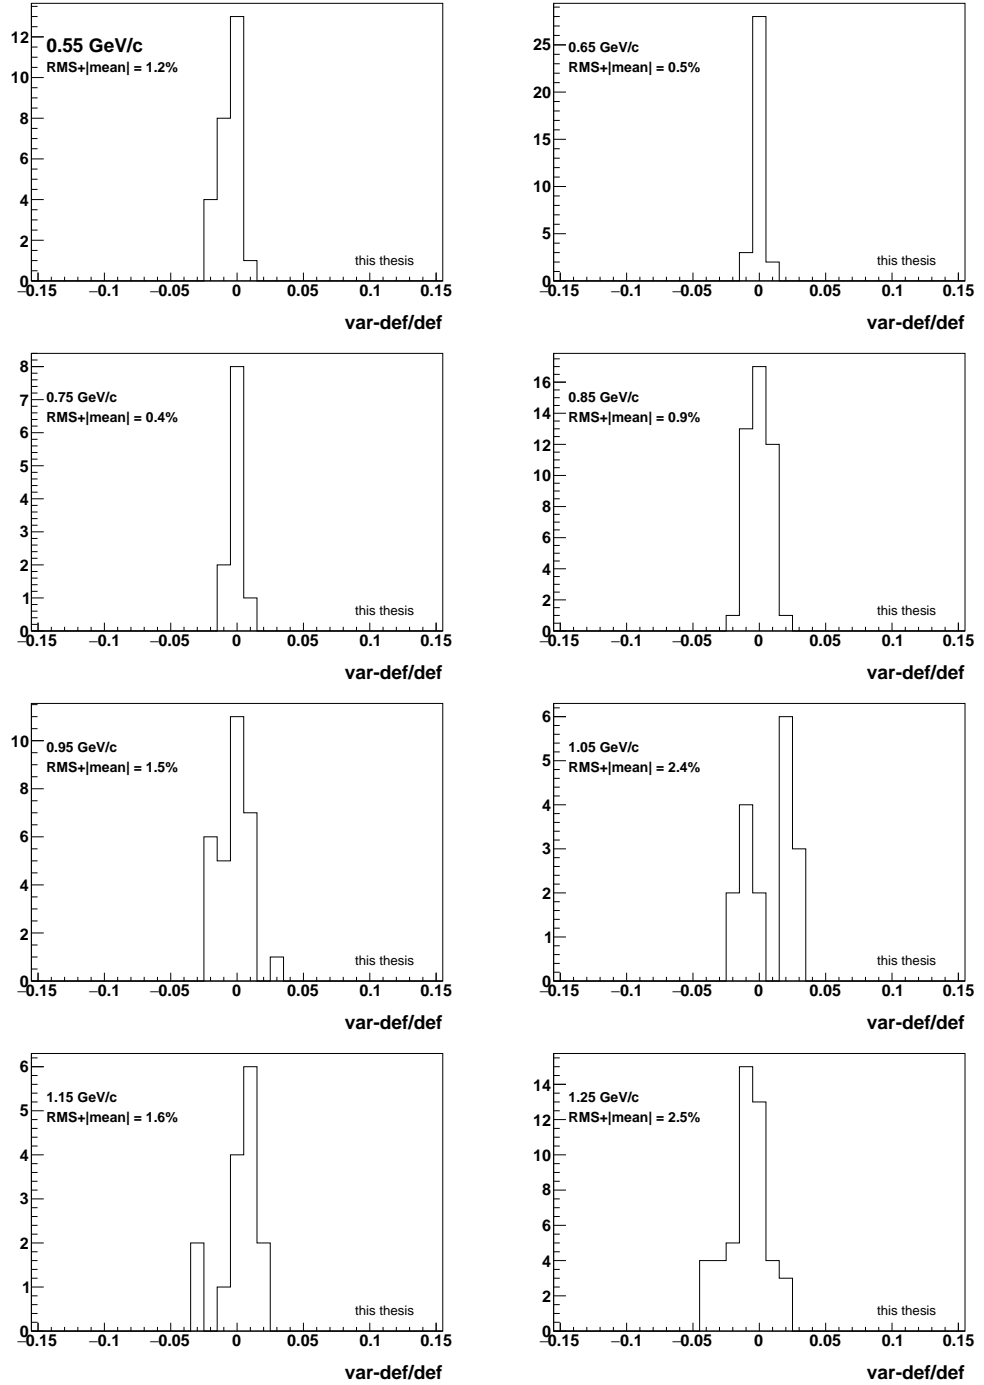 12
10
8
6
4
2
0
0.55 GeV/c
RMS+|mean| = 1.2%
this thesis
−0.15 −0.1 −0.05 0 0.05 0.1 0.15
var-def/def
25
20
15
10
5
0
0.65 GeV/c
RMS+|mean| = 0.5%
this thesis
−0.15 −0.1 −0.05 0 0.05 0.1 0.15
var-def/def
8
7
6
5
4
3
2
1
0
0.75 GeV/c
RMS+|mean| = 0.4%
this thesis
−0.15 −0.1 −0.05 0 0.05 0.1 0.15
var-def/def
16
14
12
10
8
6
4
2
0
0.85 GeV/c
RMS+|mean| = 0.9%
this thesis
−0.15 −0.1 −0.05 0 0.05 0.1 0.15
var-def/def
10
8
6
4
2
0
0.95 GeV/c
RMS+|mean| = 1.5%
this thesis
−0.15 −0.1 −0.05 0 0.05 0.1 0.15
var-def/def
6
5
4
3
2
1
0
1.05 GeV/c
RMS+|mean| = 2.4%
this thesis
−0.15 −0.1 −0.05 0 0.05 0.1 0.15
var-def/def
6
5
4
3
2
1
0
1.15 GeV/c
RMS+|mean| = 1.6%
this thesis
−0.15 −0.1 −0.05 0 0.05 0.1 0.15
var-def/def
14
12
10
8
6
4
2
0
1.25 GeV/c
RMS+|mean| = 2.5%
this thesis
−0.15 −0.1 −0.05 0 0.05 0.1 0.15
var-def/def